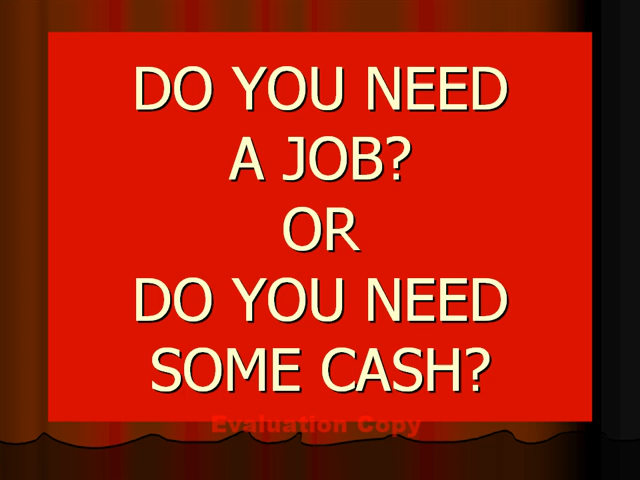 DO YOU NEED
A JOB?
OR
DO YOU NEED
SOME CASH?
Evaluation Copy